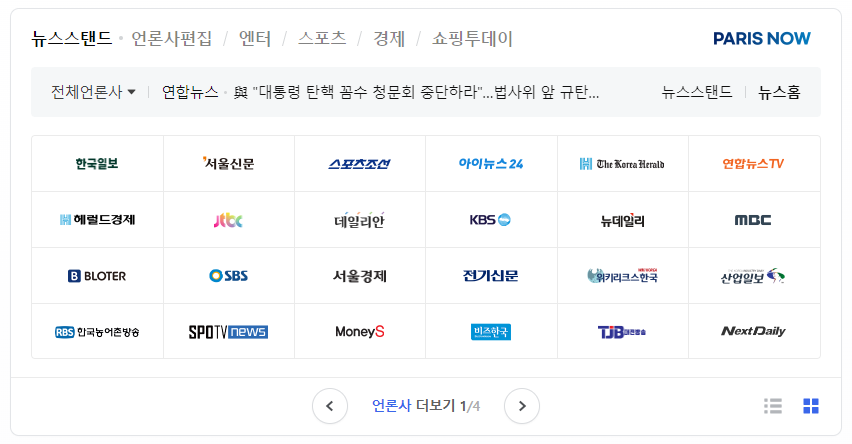 뉴스스탠드 · 언론사편집 / 엔터 / 스포츠 / 경제 / 쇼핑투데이 PARIS NOW
전체언론사 연합뉴스 · 與 "대통령 탄핵 꼼수 청문회 중단하라"...법사위 앞 규탄... 뉴스스탠드 뉴스홈
한국일보 서울신문 스포츠조선 아이뉴스24 The Korea Herald 연합뉴스TV
헤럴드경제 jtbc 데일리안 KBS 뉴데일리 MBC
B BLOTER SBS 서울경제 전기신문 위키리크스한국 산업일보
RBS 한국농어촌방송 SPOTV news MoneyS 비즈한국 TJB 대전방송 NextDaily
언론사 더보기 1/4